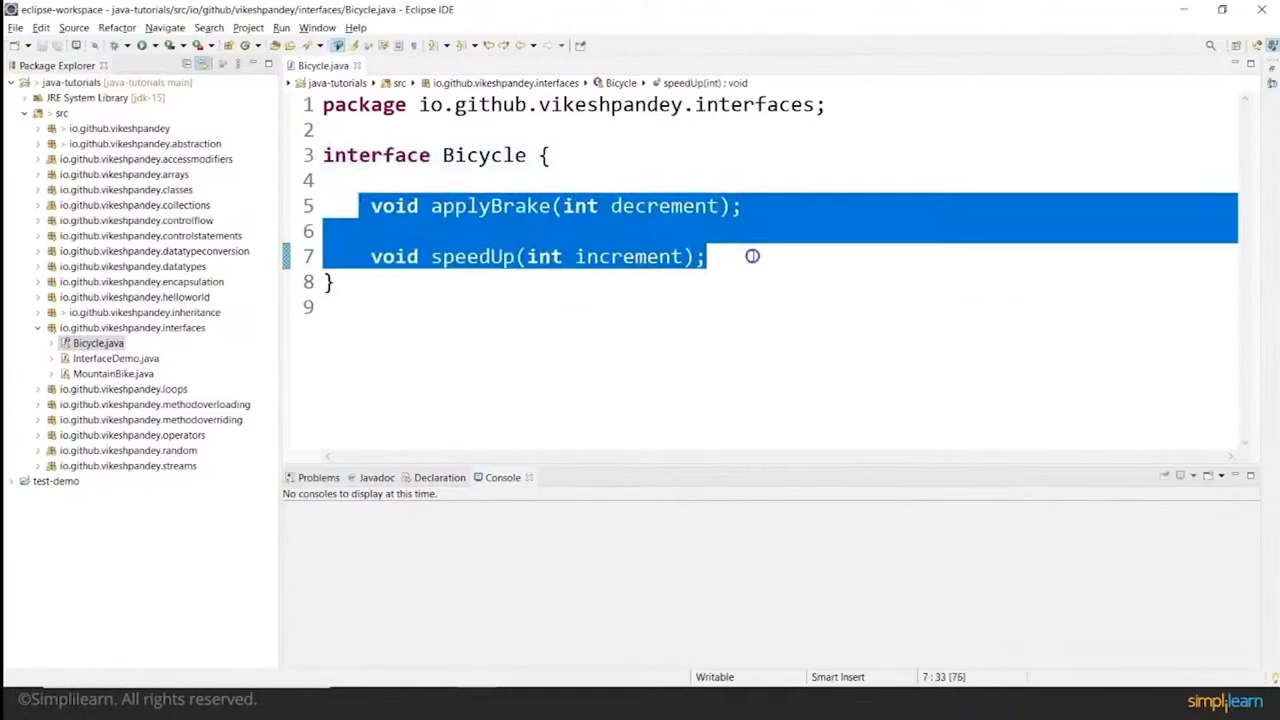 eclipse-workspace - java-tutorials/src/io/github/vikeshpandey/interfaces/Bicycle.java - Eclipse IDE
File Edit Source Refactor Navigate Search Project Run Window Help
Package Explorer
java-tutorials [java-tutorials main]
JRE System Library [jdk-15]
src
io.github.vikeshpandey
io.github.vikeshpandey.abstraction
io.github.vikeshpandey.accessmodifiers
io.github.vikeshpandey.arrays
io.github.vikeshpandey.classes
io.github.vikeshpandey.collections
io.github.vikeshpandey.controlflow
io.github.vikeshpandey.controlstatements
io.github.vikeshpandey.datatypeconversion
io.github.vikeshpandey.datatypes
io.github.vikeshpandey.encapsulation
io.github.vikeshpandey.helloworld
io.github.vikeshpandey.inheritance
io.github.vikeshpandey.interfaces
Bicycle.java
InterfaceDemo.java
MountainBike.java
io.github.vikeshpandey.loops
io.github.vikeshpandey.methodoverloading
io.github.vikeshpandey.methodoverriding
io.github.vikeshpandey.operators
io.github.vikeshpandey.random
io.github.vikeshpandey.streams
test-demo
Bicycle.java
java-tutorials src io.github.vikeshpandey.interfaces Bicycle speedUp(int) : void
1 package io.github.vikeshpandey.interfaces;
2
3 interface Bicycle {
4
5 void applyBrake(int decrement);
6
7 void speedUp(int increment);
8 }
9
Problems Javadoc Declaration Console
No consoles to display at this time.
Writable Smart Insert 7 : 33 [76]
©Simplilearn. All rights reserved.
simplilearn